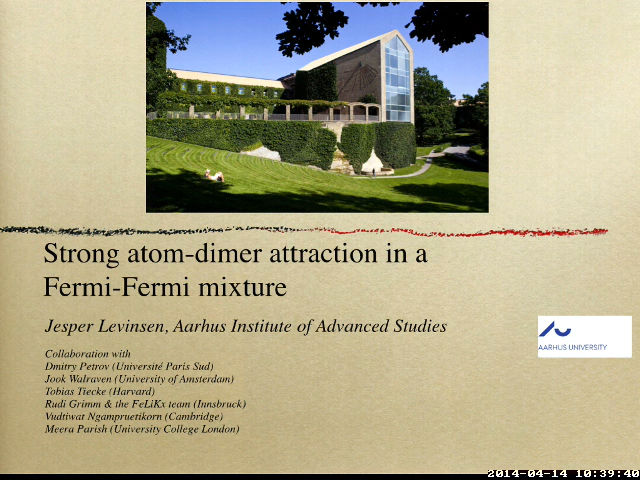 Strong atom-dimer attraction in a
Fermi-Fermi mixture
Jesper Levinsen, Aarhus Institute of Advanced Studies
AARHUS UNIVERSITY
Collaboration with
Dmitry Petrov (Université Paris Sud)
Jook Walraven (University of Amsterdam)
Tobias Tiecke (Harvard)
Rudi Grimm & the FeLiKx team (Innsbruck)
Vudtiwat Ngampruetikorn (Cambridge)
Meera Parish (University College London)
2014-04-14 10:39:40